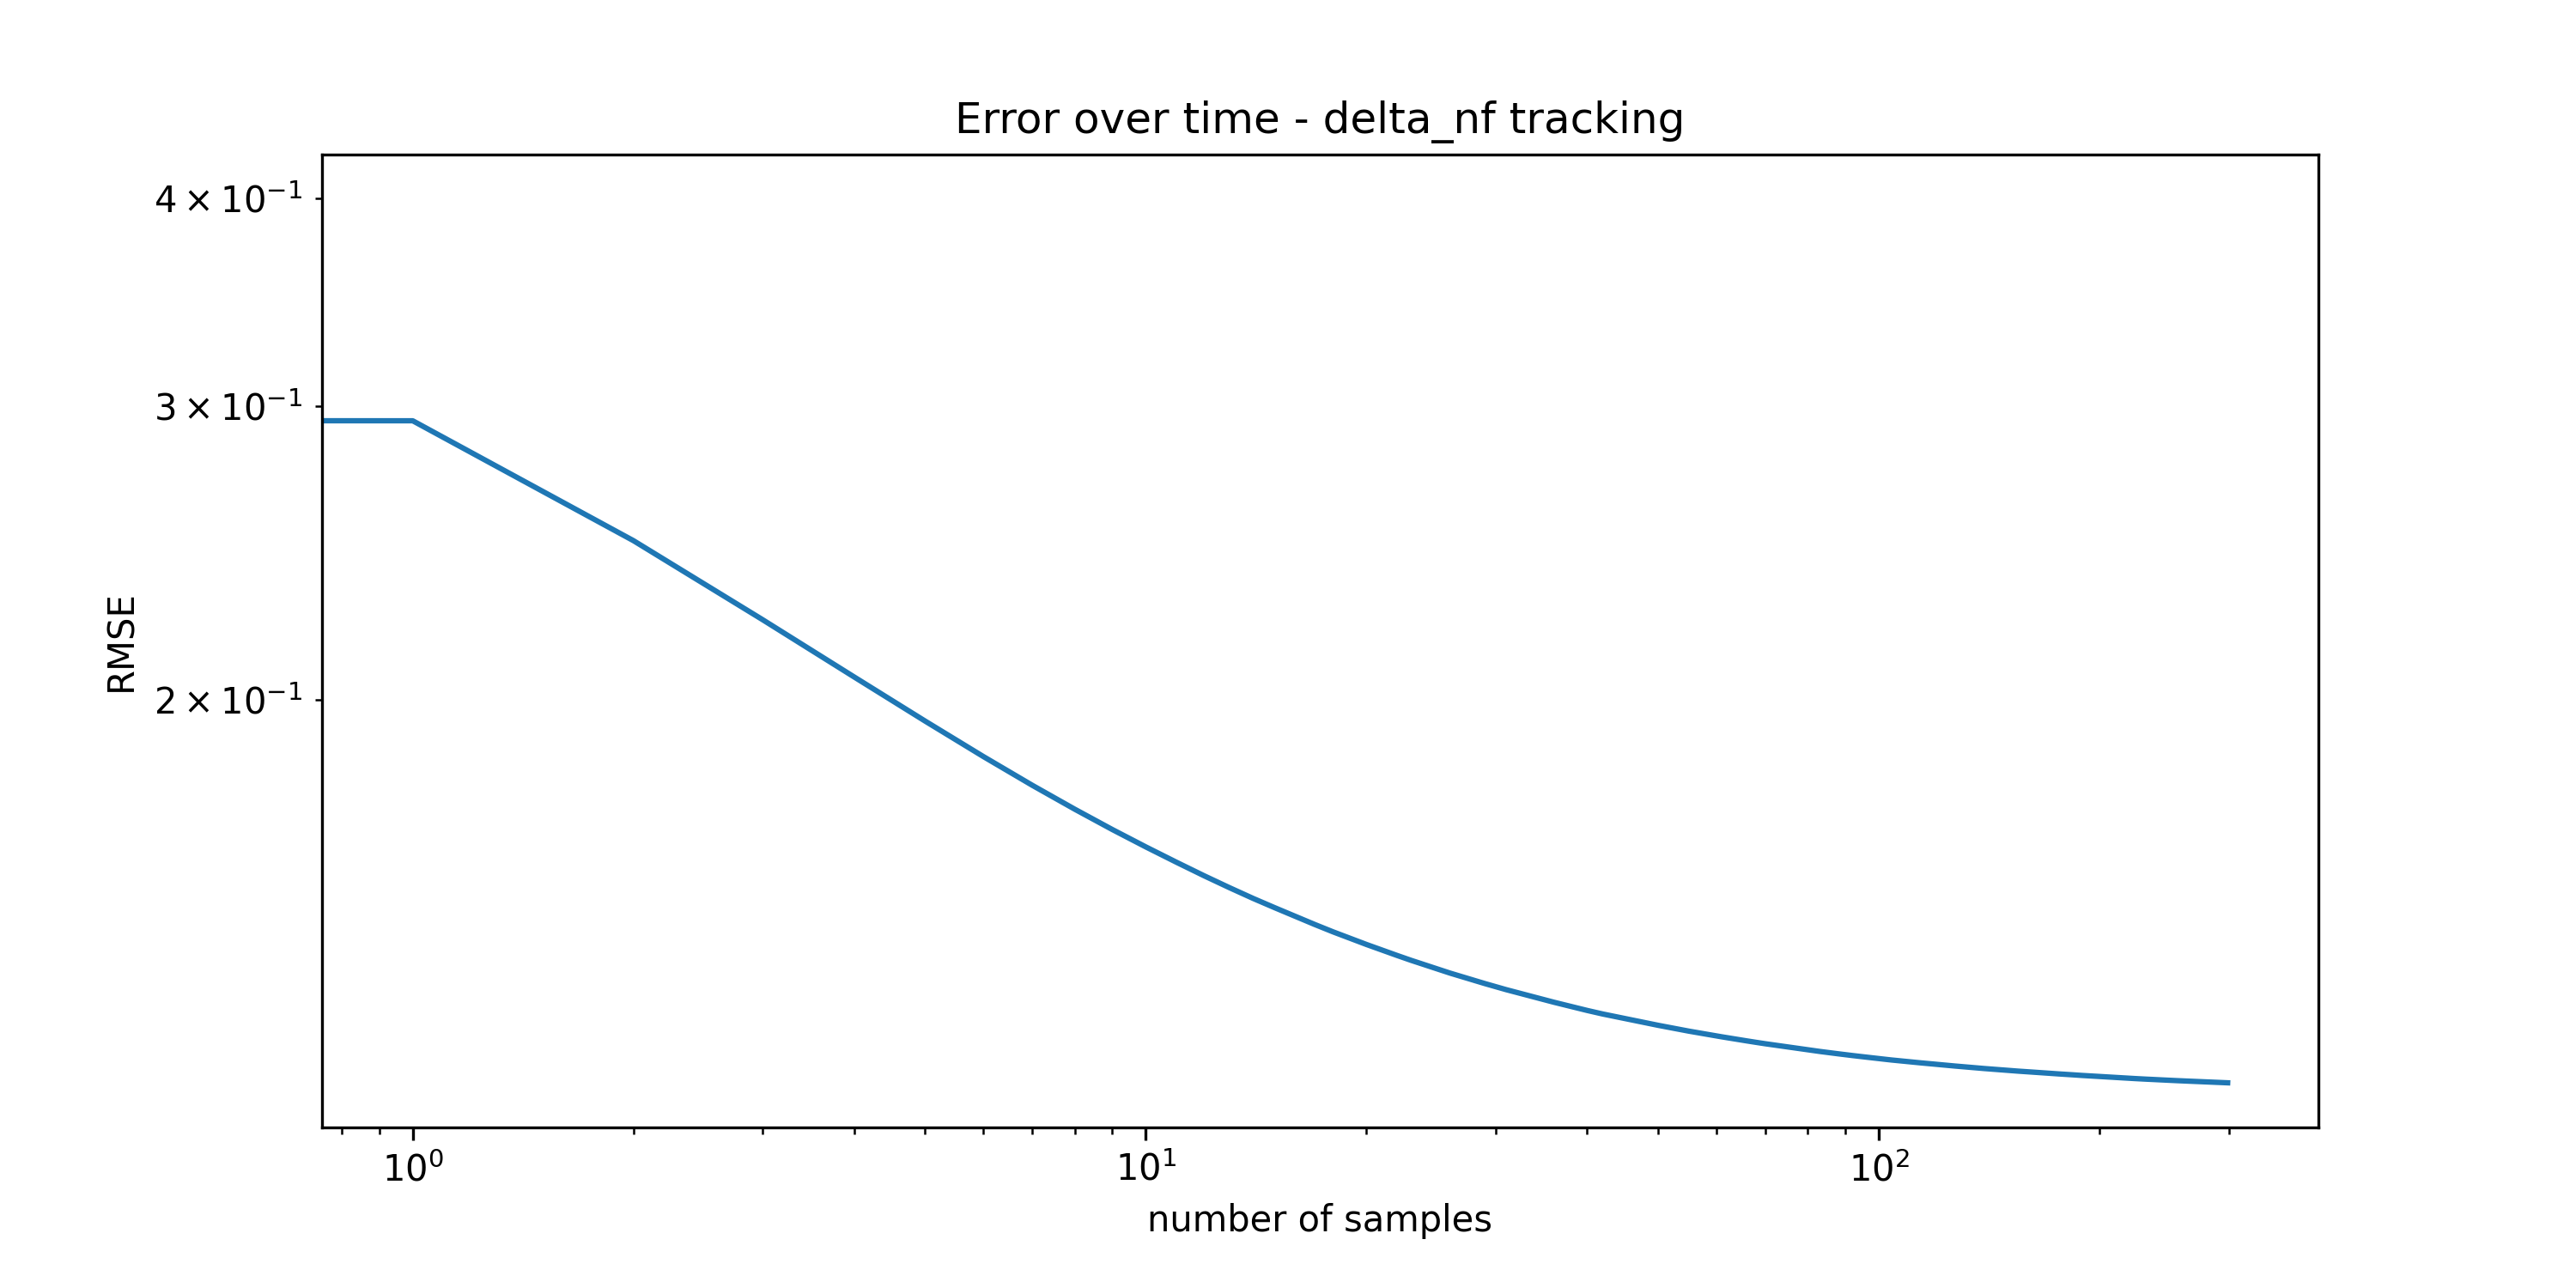 Error over time - delta_nf tracking
4 × 10⁻¹
3 × 10⁻¹
2 × 10⁻¹
RMSE
10⁰ 10¹ 10²
number of samples